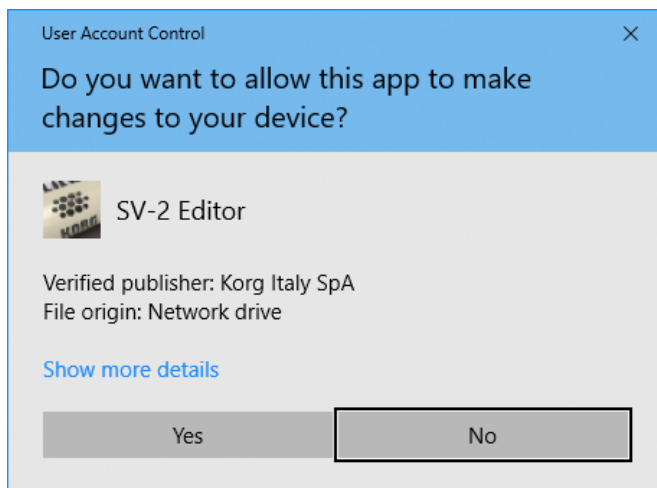 User Account Control
Do you want to allow this app to make
changes to your device?
SV-2 Editor
KORG
Verified publisher: Korg Italy SpA
File origin: Network drive
Show more details
Yes
No